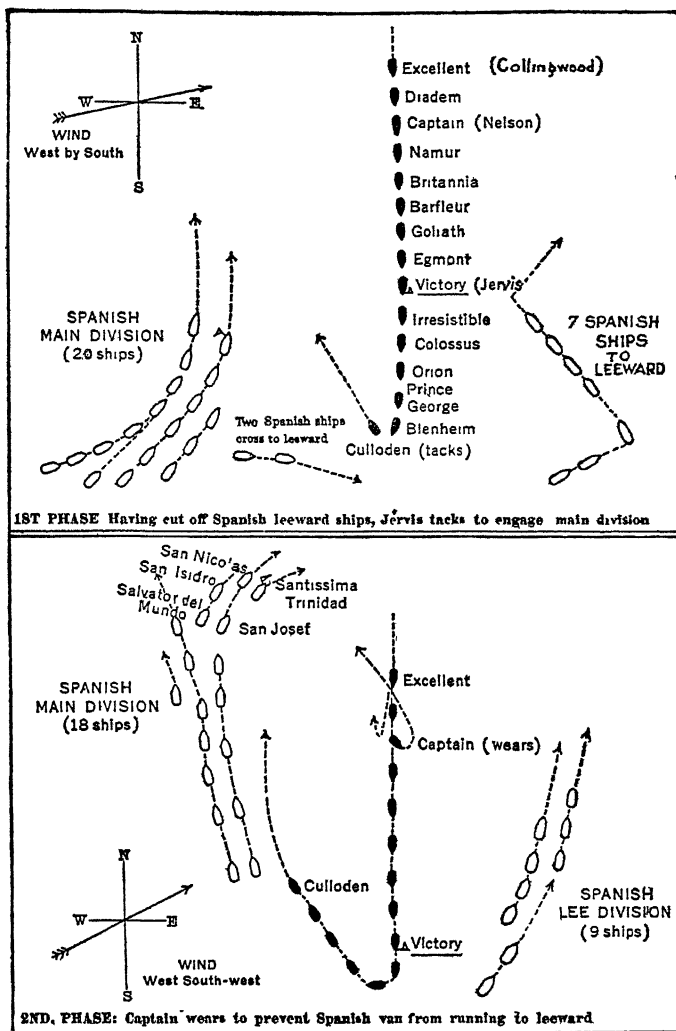 N
W E
WIND
West by South
S
Excellent (Collingwood)
Diadem
Captain (Nelson)
Namur
Britannia
Barfleur
Goliath
Egmont
Victory (Jervis
Irresistible
Colossus
Orion
Prince
George
Blenheim
Culloden (tacks)
SPANISH
MAIN DIVISION
(20 ships)
Two Spanish ships
cross to leeward
7 SPANISH
SHIPS
TO
LEEWARD
1ST PHASE Having cut off Spanish leeward ships, Jervis tacks to engage main division
San Nico'as
San Isidro
Salvator del
Mundo
Santissima
Trinidad
San Josef
SPANISH
MAIN DIVISION
(18 ships)
Excellent
Captain (wears)
Culloden
Victory
SPANISH
LEE DIVISION
(9 ships)
N
W E
S
WIND
West South-west
2ND. PHASE: Captain wears to prevent Spanish van from running to leeward